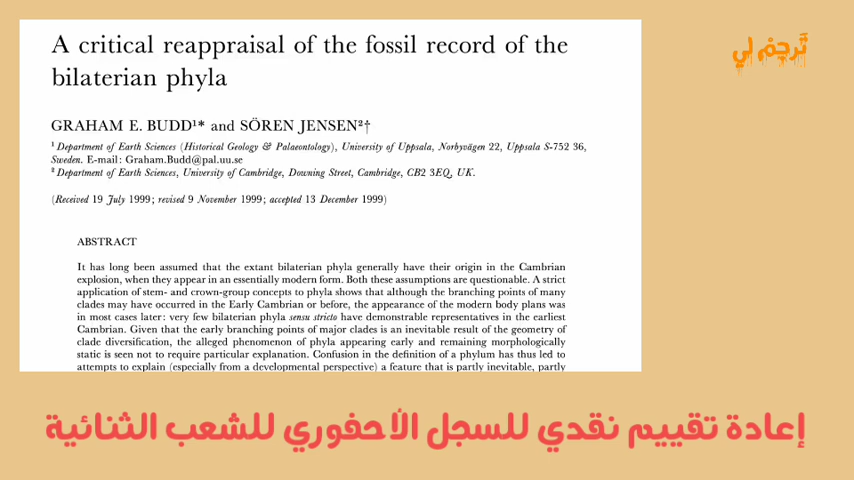 A critical reappraisal of the fossil record of the
bilaterian phyla
GRAHAM E. BUDD¹* and SÖREN JENSEN²†
¹ Department of Earth Sciences (Historical Geology & Palaeontology), University of Uppsala, Norbyvägen 22, Uppsala S-752 36,
Sweden. E-mail: Graham.Budd@pal.uu.se
² Department of Earth Sciences, University of Cambridge, Downing Street, Cambridge, CB2 3EQ, UK.
(Received 19 July 1999; revised 9 November 1999; accepted 13 December 1999)
ABSTRACT
It has long been assumed that the extant bilaterian phyla generally have their origin in the Cambrian
explosion, when they appear in an essentially modern form. Both these assumptions are questionable. A strict
application of stem- and crown-group concepts to phyla shows that although the branching points of many
clades may have occurred in the Early Cambrian or before, the appearance of the modern body plans was
in most cases later: very few bilaterian phyla sensu stricto have demonstrable representatives in the earliest
Cambrian. Given that the early branching points of major clades is an inevitable result of the geometry of
clade diversification, the alleged phenomenon of phyla appearing early and remaining morphologically
static is seen not to require particular explanation. Confusion in the definition of a phylum has thus led to
attempts to explain (especially from a developmental perspective) a feature that is partly inevitable, partly
تَرجِمْ لي
إعادة تقييم نقدي للسجل الأحفوري للشعب الثنائية